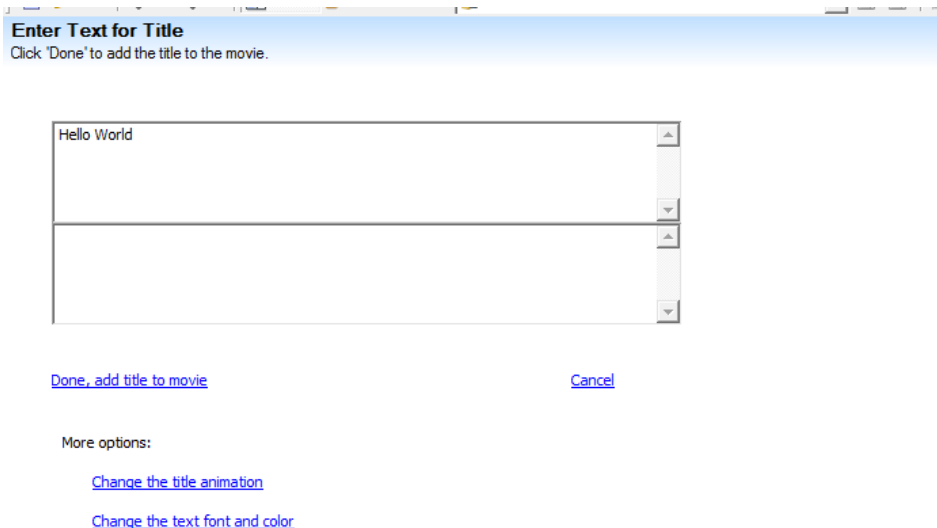 Enter Text for Title
Click 'Done' to add the title to the movie.
Hello World
Done, add title to movie
Cancel
More options:
Change the title animation
Change the text font and color